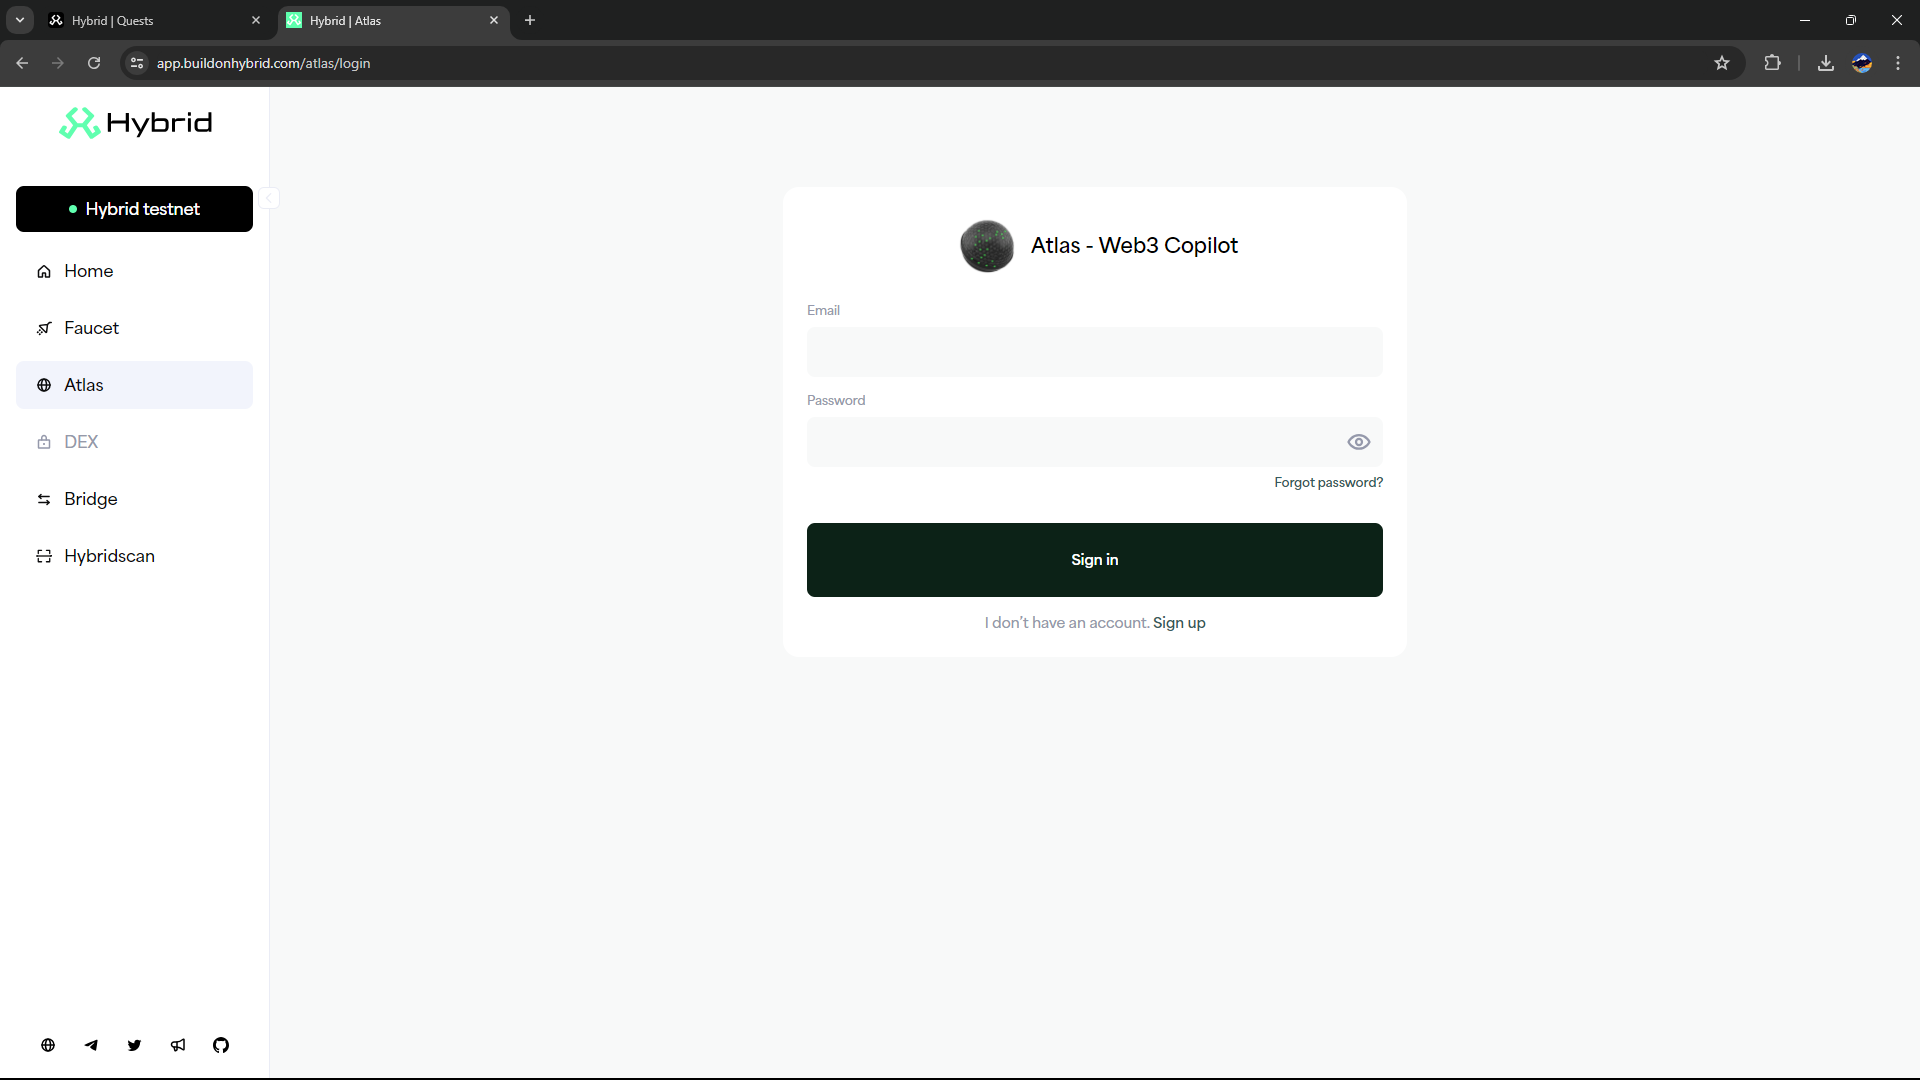 Hybrid | Quests
Hybrid | Atlas
app.buildonhybrid.com/atlas/login
Hybrid
Hybrid testnet
Home
Faucet
Atlas
DEX
Bridge
Hybridscan
Atlas - Web3 Copilot
Email
Password
Forgot password?
Sign in
I don't have an account. Sign up